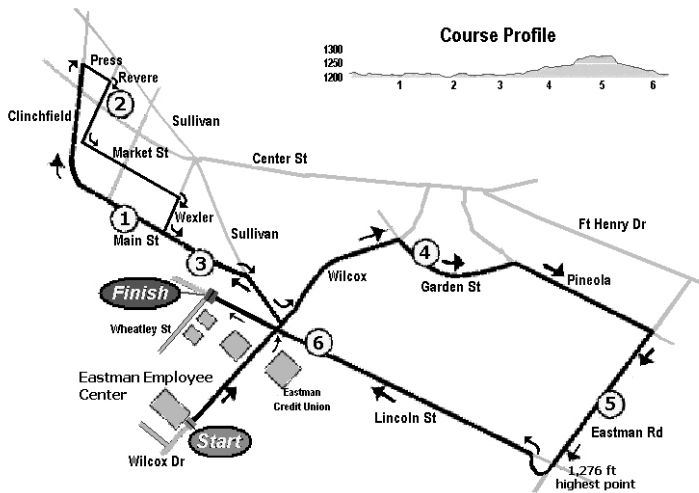 Course Profile
1300
1250
1200
1 2 3 4 5 6
Press
Revere
2
Clinchfield
Sullivan
Market St
Center St
Wexler
1
Main St
Sullivan
3
Ft Henry Dr
4
Wilcox
Garden St
Pineola
Finish
Wheatley St
6
Eastman Employee
Center
Eastman
Credit Union
Lincoln St
5
Eastman Rd
Start
Wilcox Dr
1,276 ft
highest point